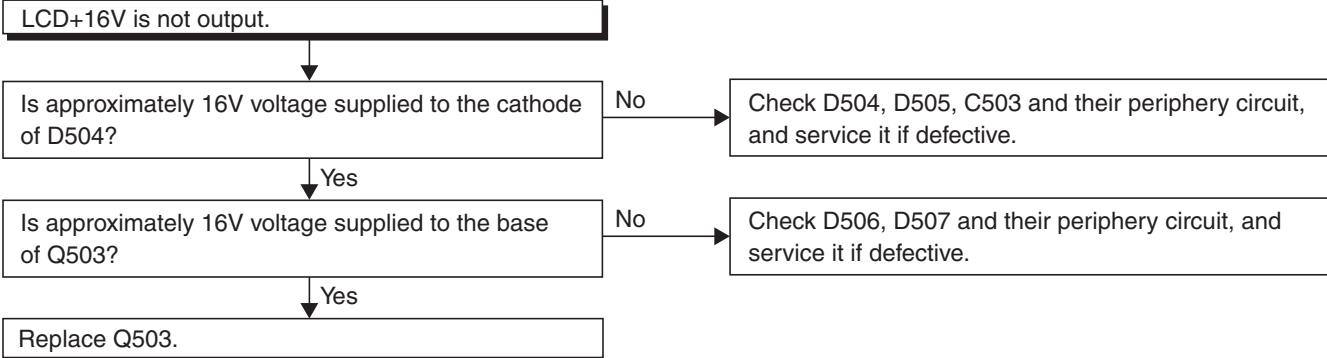 LCD+16V is not output.
Is approximately 16V voltage supplied to the cathode
of D504?
No
Check D504, D505, C503 and their periphery circuit,
and service it if defective.
Yes
Is approximately 16V voltage supplied to the base
of Q503?
No
Check D506, D507 and their periphery circuit, and
service it if defective.
Yes
Replace Q503.